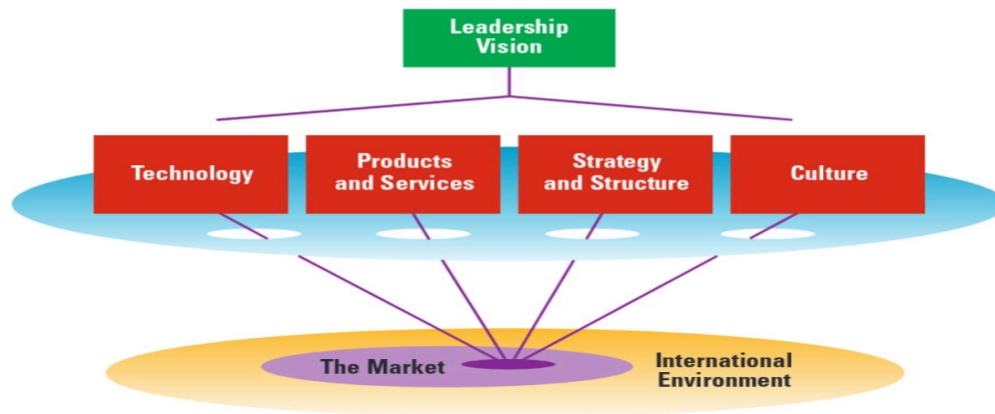 Leadership
Vision
Technology
Products
and Services
Strategy
and Structure
Culture
The Market
International
Environment